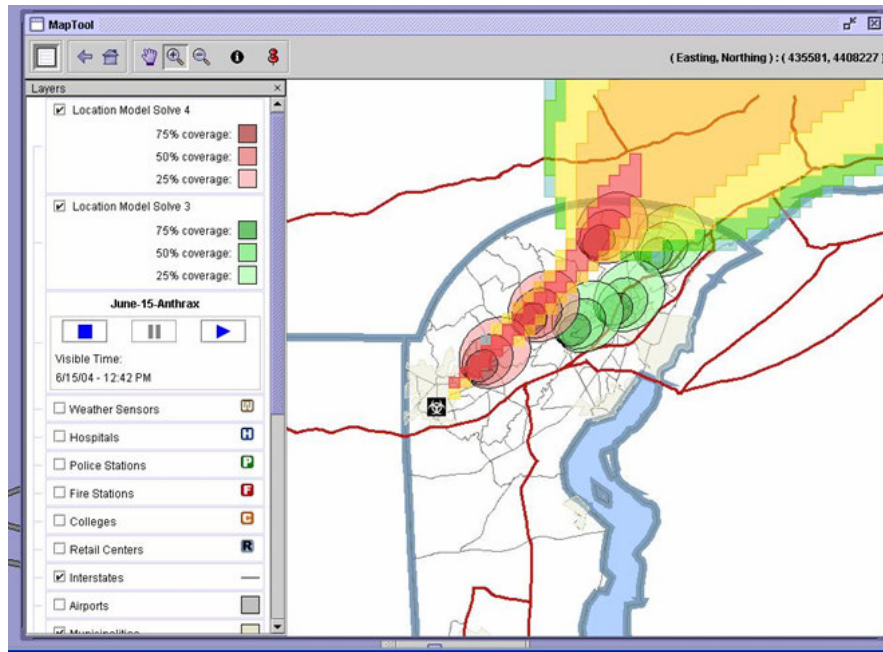 MapTool
( Easting, Northing ) : ( 435581, 4408227 )
Layers
Location Model Solve 4
75% coverage:
50% coverage:
25% coverage:
Location Model Solve 3
75% coverage:
50% coverage:
25% coverage:
June-15-Anthrax
Visible Time:
6/15/04 - 12:42 PM
Weather Sensors W
Hospitals H
Police Stations P
Fire Stations F
Colleges C
Retail Centers R
Interstates
Airports
Municipalities